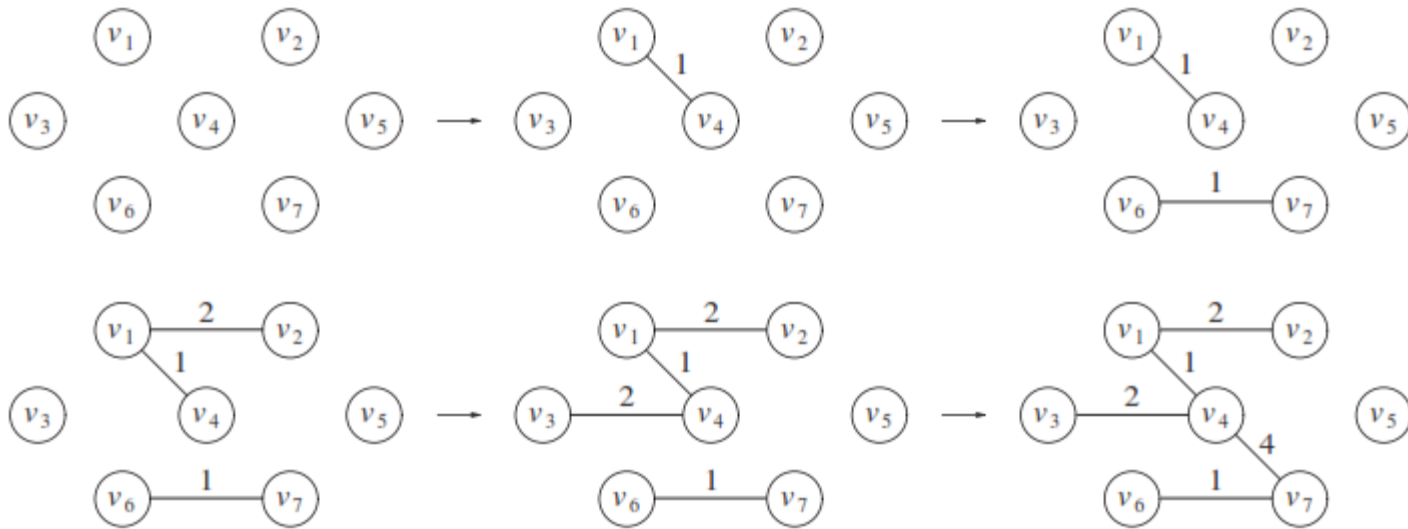 v1 v2 v1 v2 v1 v2
1 1
v3 v4 v5 v3 v4 v5 v3 v4 v5
1
v6 v7 v6 v7 v6 v7
2 2 2
v1 v2 v1 v2 v1 v2
1 1 1
2 2
v3 v4 v5 v3 v4 v5 v3 v4 v5
4
1 1 1
v6 v7 v6 v7 v6 v7